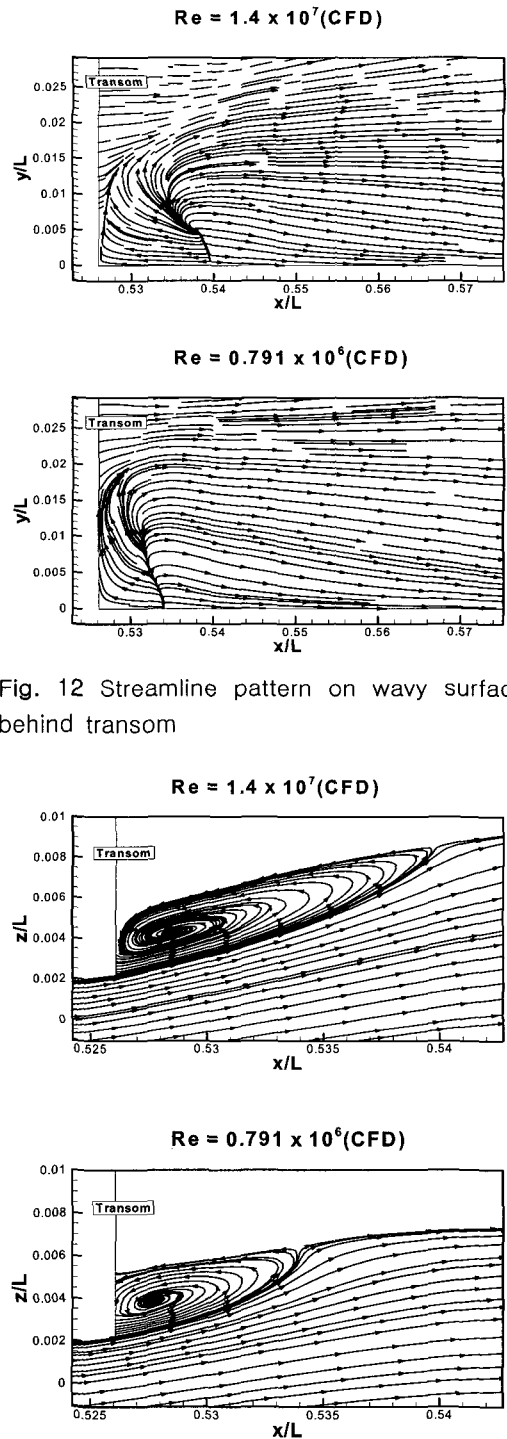 Re = 1.4 x 10⁷(CFD)
Transom
0.025
0.02
0.015
0.01
0.005
0
y/L
0.53 0.54 0.55 0.56 0.57
x/L
Re = 0.791 x 10⁶(CFD)
Transom
0.025
0.02
0.015
0.01
0.005
0
y/L
0.53 0.54 0.55 0.56 0.57
x/L
Fig. 12 Streamline pattern on wavy surfac
behind transom
Re = 1.4 x 10⁷(CFD)
0.01
Transom
0.008
0.006
0.004
0.002
0
z/L
0.525 0.53 0.535 0.54
x/L
Re = 0.791 x 10⁶(CFD)
0.01
Transom
0.008
0.006
0.004
0.002
0
z/L
0.525 0.53 0.535 0.54
x/L